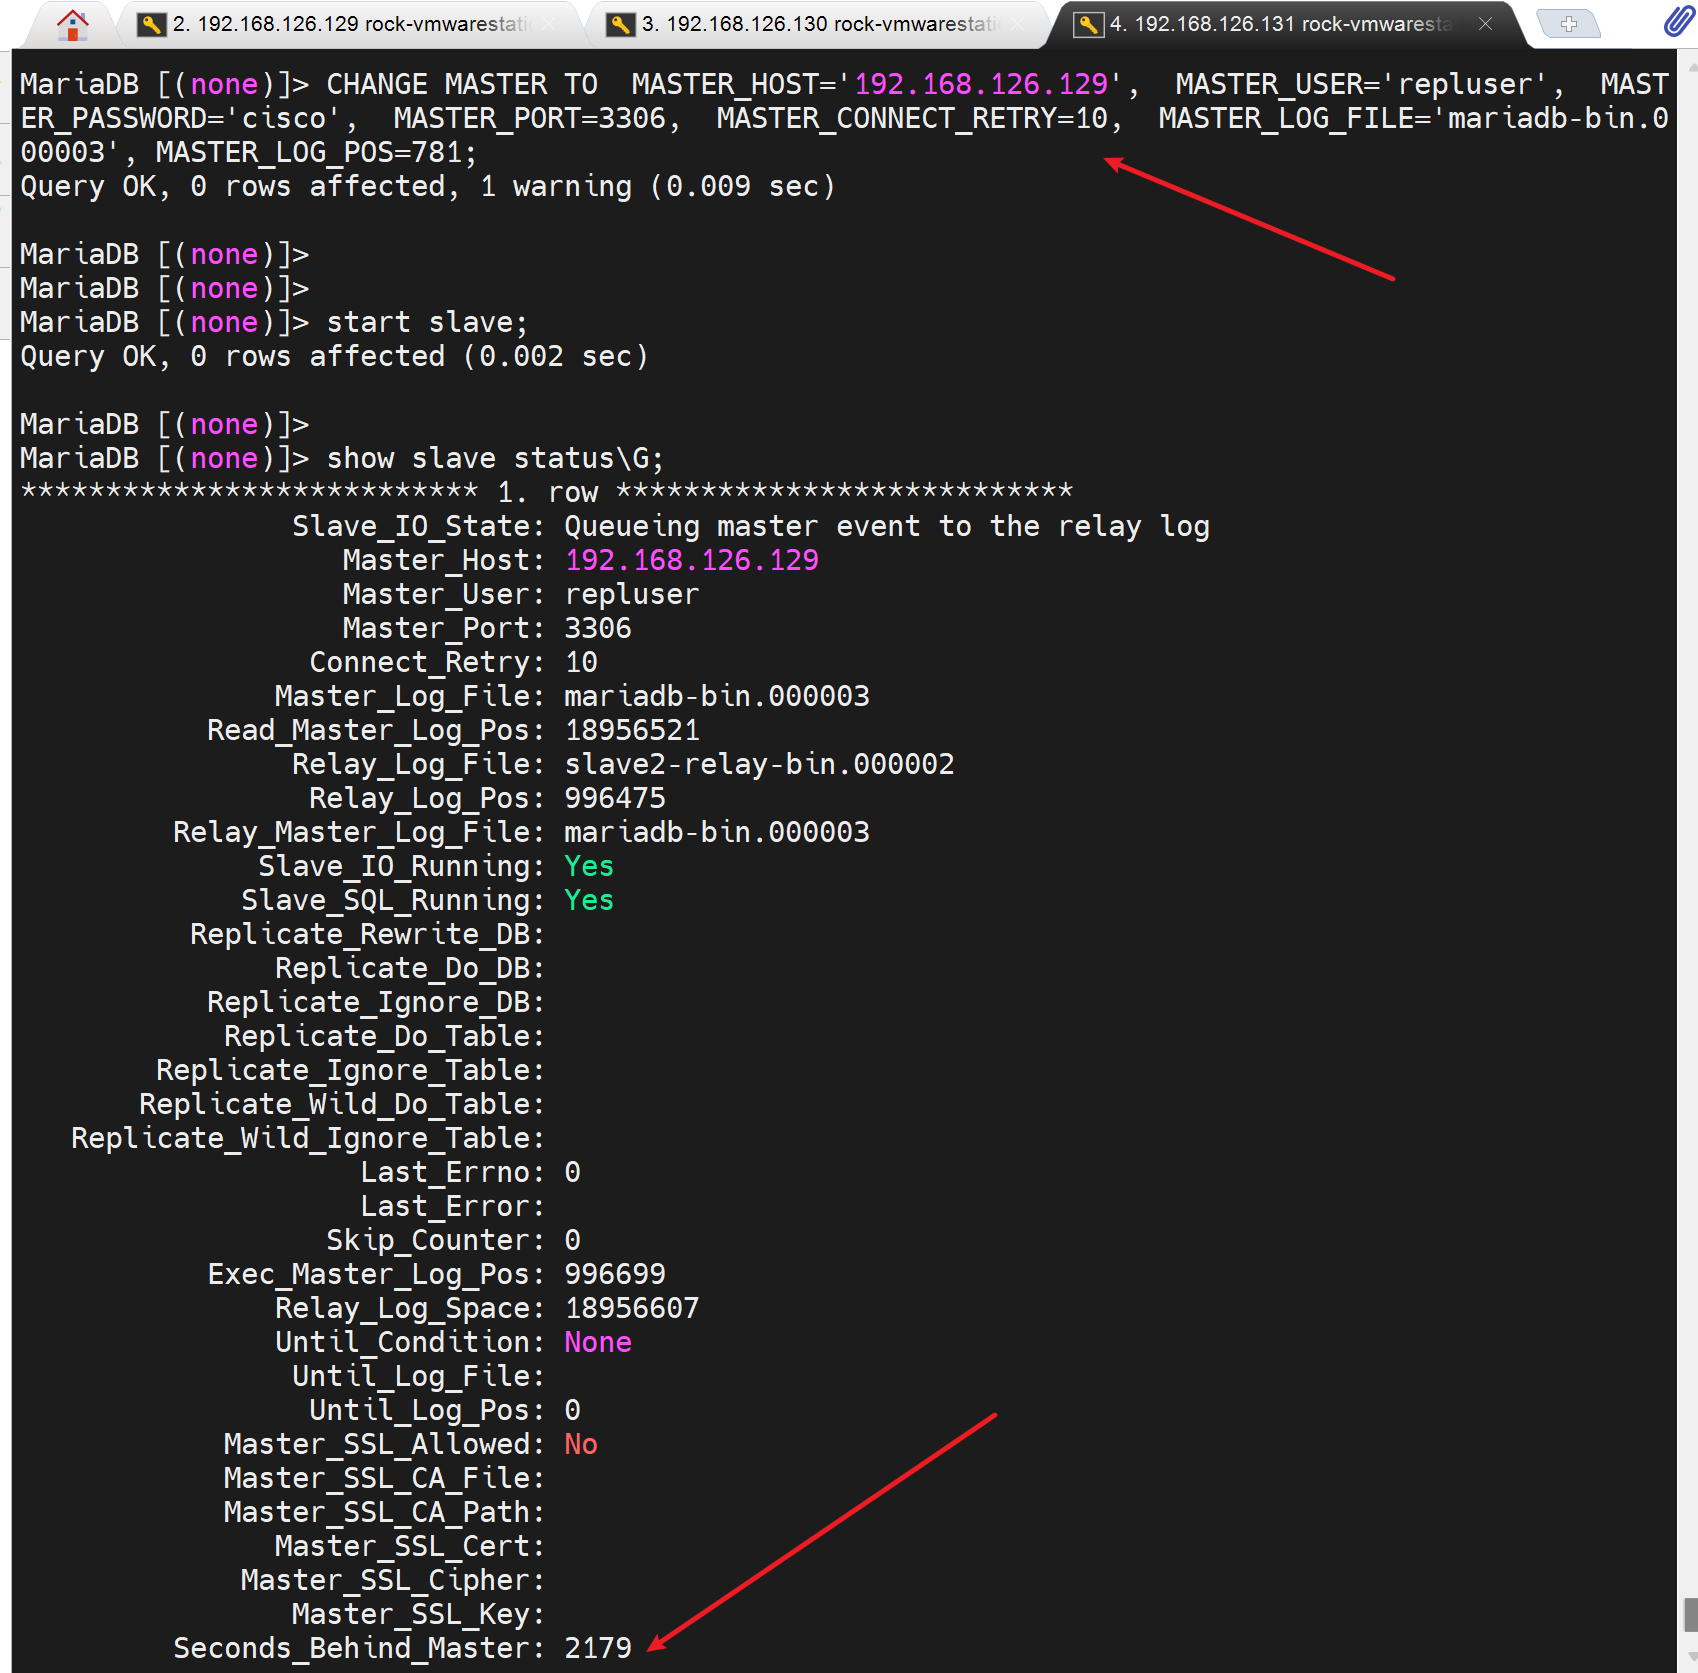 2. 192.168.126.129 rock-vmwarestati
3. 192.168.126.130 rock-vmwarestati
4. 192.168.126.131 rock-vmwaresta
MariaDB [(none)]> CHANGE MASTER TO  MASTER_HOST='192.168.126.129',  MASTER_USER='repluser',  MAST
ER_PASSWORD='cisco',  MASTER_PORT=3306,  MASTER_CONNECT_RETRY=10,  MASTER_LOG_FILE='mariadb-bin.0
00003', MASTER_LOG_POS=781;
Query OK, 0 rows affected, 1 warning (0.009 sec)
MariaDB [(none)]>
MariaDB [(none)]>
MariaDB [(none)]> start slave;
Query OK, 0 rows affected (0.002 sec)
MariaDB [(none)]>
MariaDB [(none)]> show slave status\G;
*************************** 1. row ***************************
Slave_IO_State: Queueing master event to the relay log
Master_Host: 192.168.126.129
Master_User: repluser
Master_Port: 3306
Connect_Retry: 10
Master_Log_File: mariadb-bin.000003
Read_Master_Log_Pos: 18956521
Relay_Log_File: slave2-relay-bin.000002
Relay_Log_Pos: 996475
Relay_Master_Log_File: mariadb-bin.000003
Slave_IO_Running: Yes
Slave_SQL_Running: Yes
Replicate_Rewrite_DB:
Replicate_Do_DB:
Replicate_Ignore_DB:
Replicate_Do_Table:
Replicate_Ignore_Table:
Replicate_Wild_Do_Table:
Replicate_Wild_Ignore_Table:
Last_Errno: 0
Last_Error:
Skip_Counter: 0
Exec_Master_Log_Pos: 996699
Relay_Log_Space: 18956607
Until_Condition: None
Until_Log_File:
Until_Log_Pos: 0
Master_SSL_Allowed: No
Master_SSL_CA_File:
Master_SSL_CA_Path:
Master_SSL_Cert:
Master_SSL_Cipher:
Master_SSL_Key:
Seconds_Behind_Master: 2179